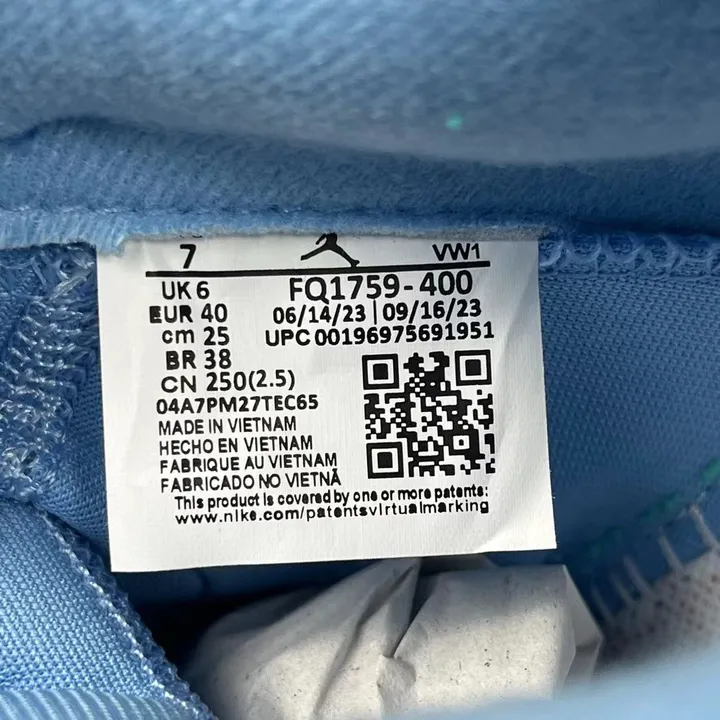 7 VW1
UK 6 FQ1759-400
EUR 40 06/14/23 | 09/16/23
cm 25 UPC 00196975691951
BR 38
CN 250(2.5)
04A7PM27TEC65
MADE IN VIETNAM
HECHO EN VIETNAM
FABRIQUE AU VIETNAM
FABRICADO NO VIETNÃ
This product is covered by one or more patents:
www.nike.com/patentsvirtualmarking